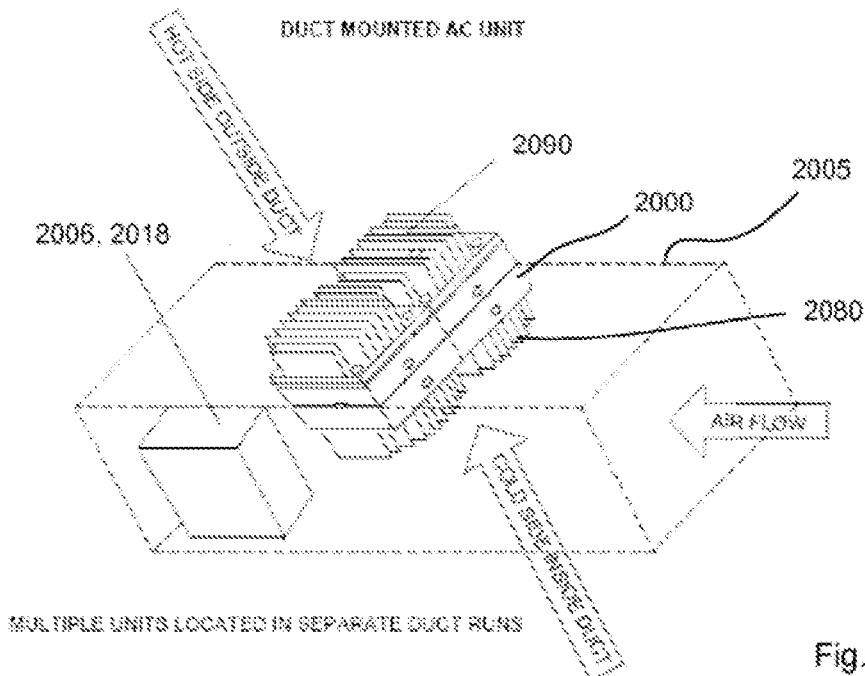 DUCT MOUNTED AC UNIT
HOT SIDE OUTSIDE DUCT
2090
2005
2000
2006, 2018
2080
AIR FLOW
COLD SIDE INSIDE DUCT
MULTIPLE UNITS LOCATED IN SEPARATE DUCT RUNS
Fig.